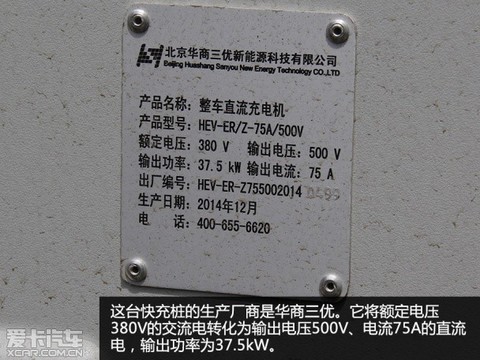 北京华商三优新能源科技有限公司
Beijing Huashang Sanyou New Energy Technology CO.,LTD
产品名称：整车直流充电机
产品型号：HEV-ER/Z-75A/500V
额定电压：380 V 输出电压：500 V
输出功率：37.5 kW 输出电流：75 A
出厂编号：HEV-ER-Z755002014
生产日期：2014年12月
电 话：400-655-6620
这台快充桩的生产厂商是华商三优。它将额定电压
380V的交流电转化为输出电压500V、电流75A的直流
电，输出功率为37.5kW。
爱卡汽车
xcar.com.cn